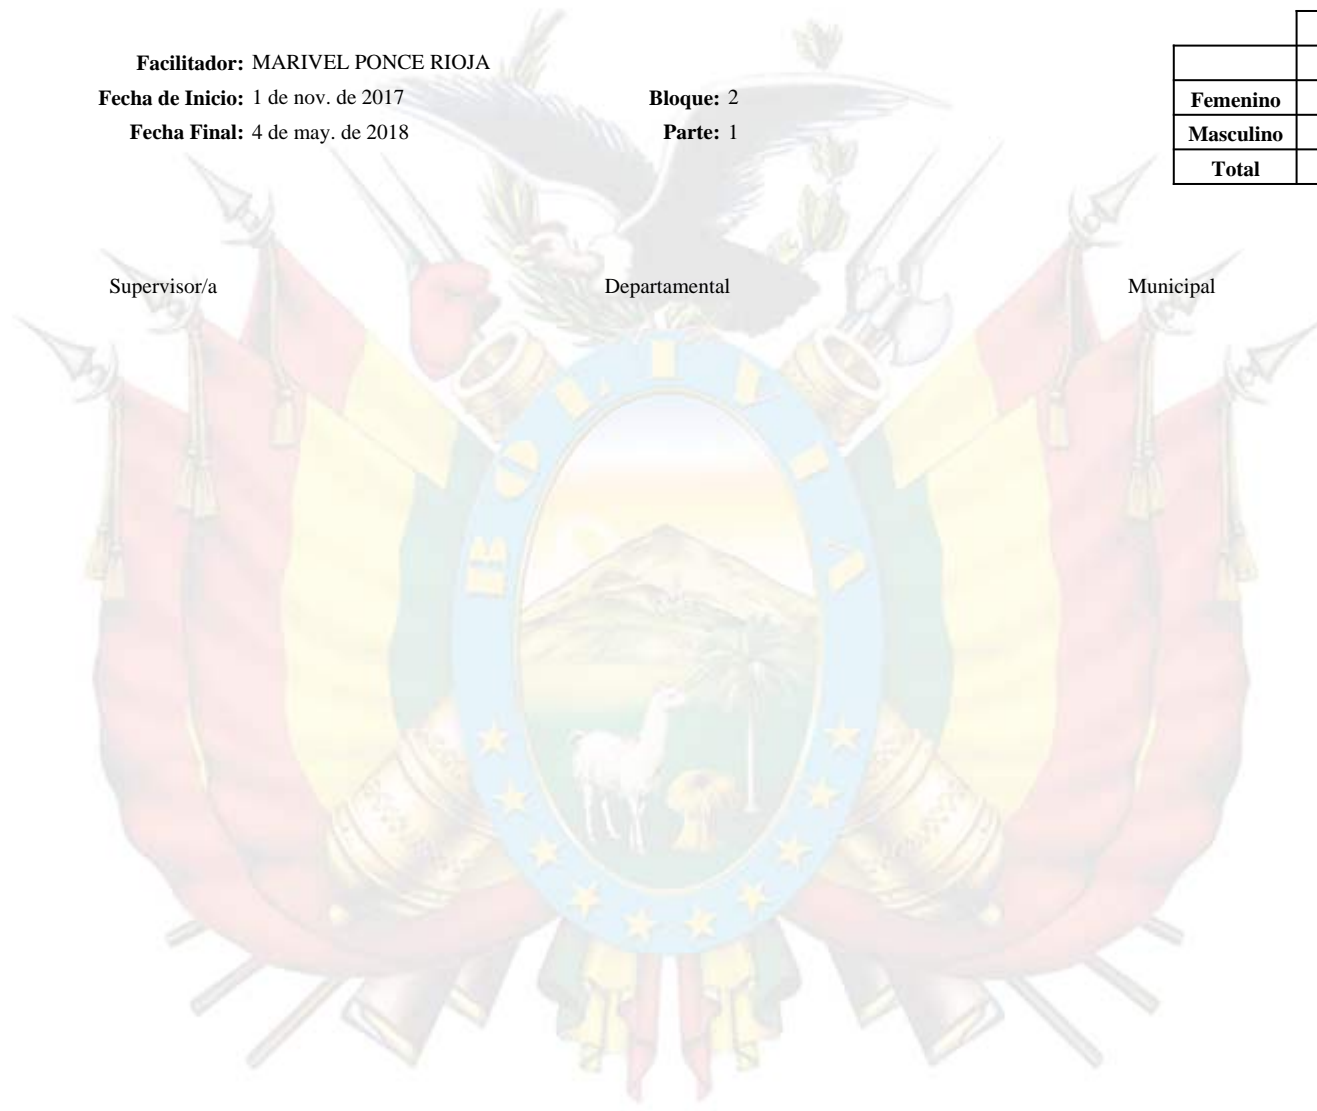 Facilitador: MARIVEL PONCE RIOJA
Fecha de Inicio: 1 de nov. de 2017 Bloque: 2
Fecha Final: 4 de may. de 2018 Parte: 1
Femenino
Masculino
Total
Supervisor/a Departamental Municipal
BOLIVIA